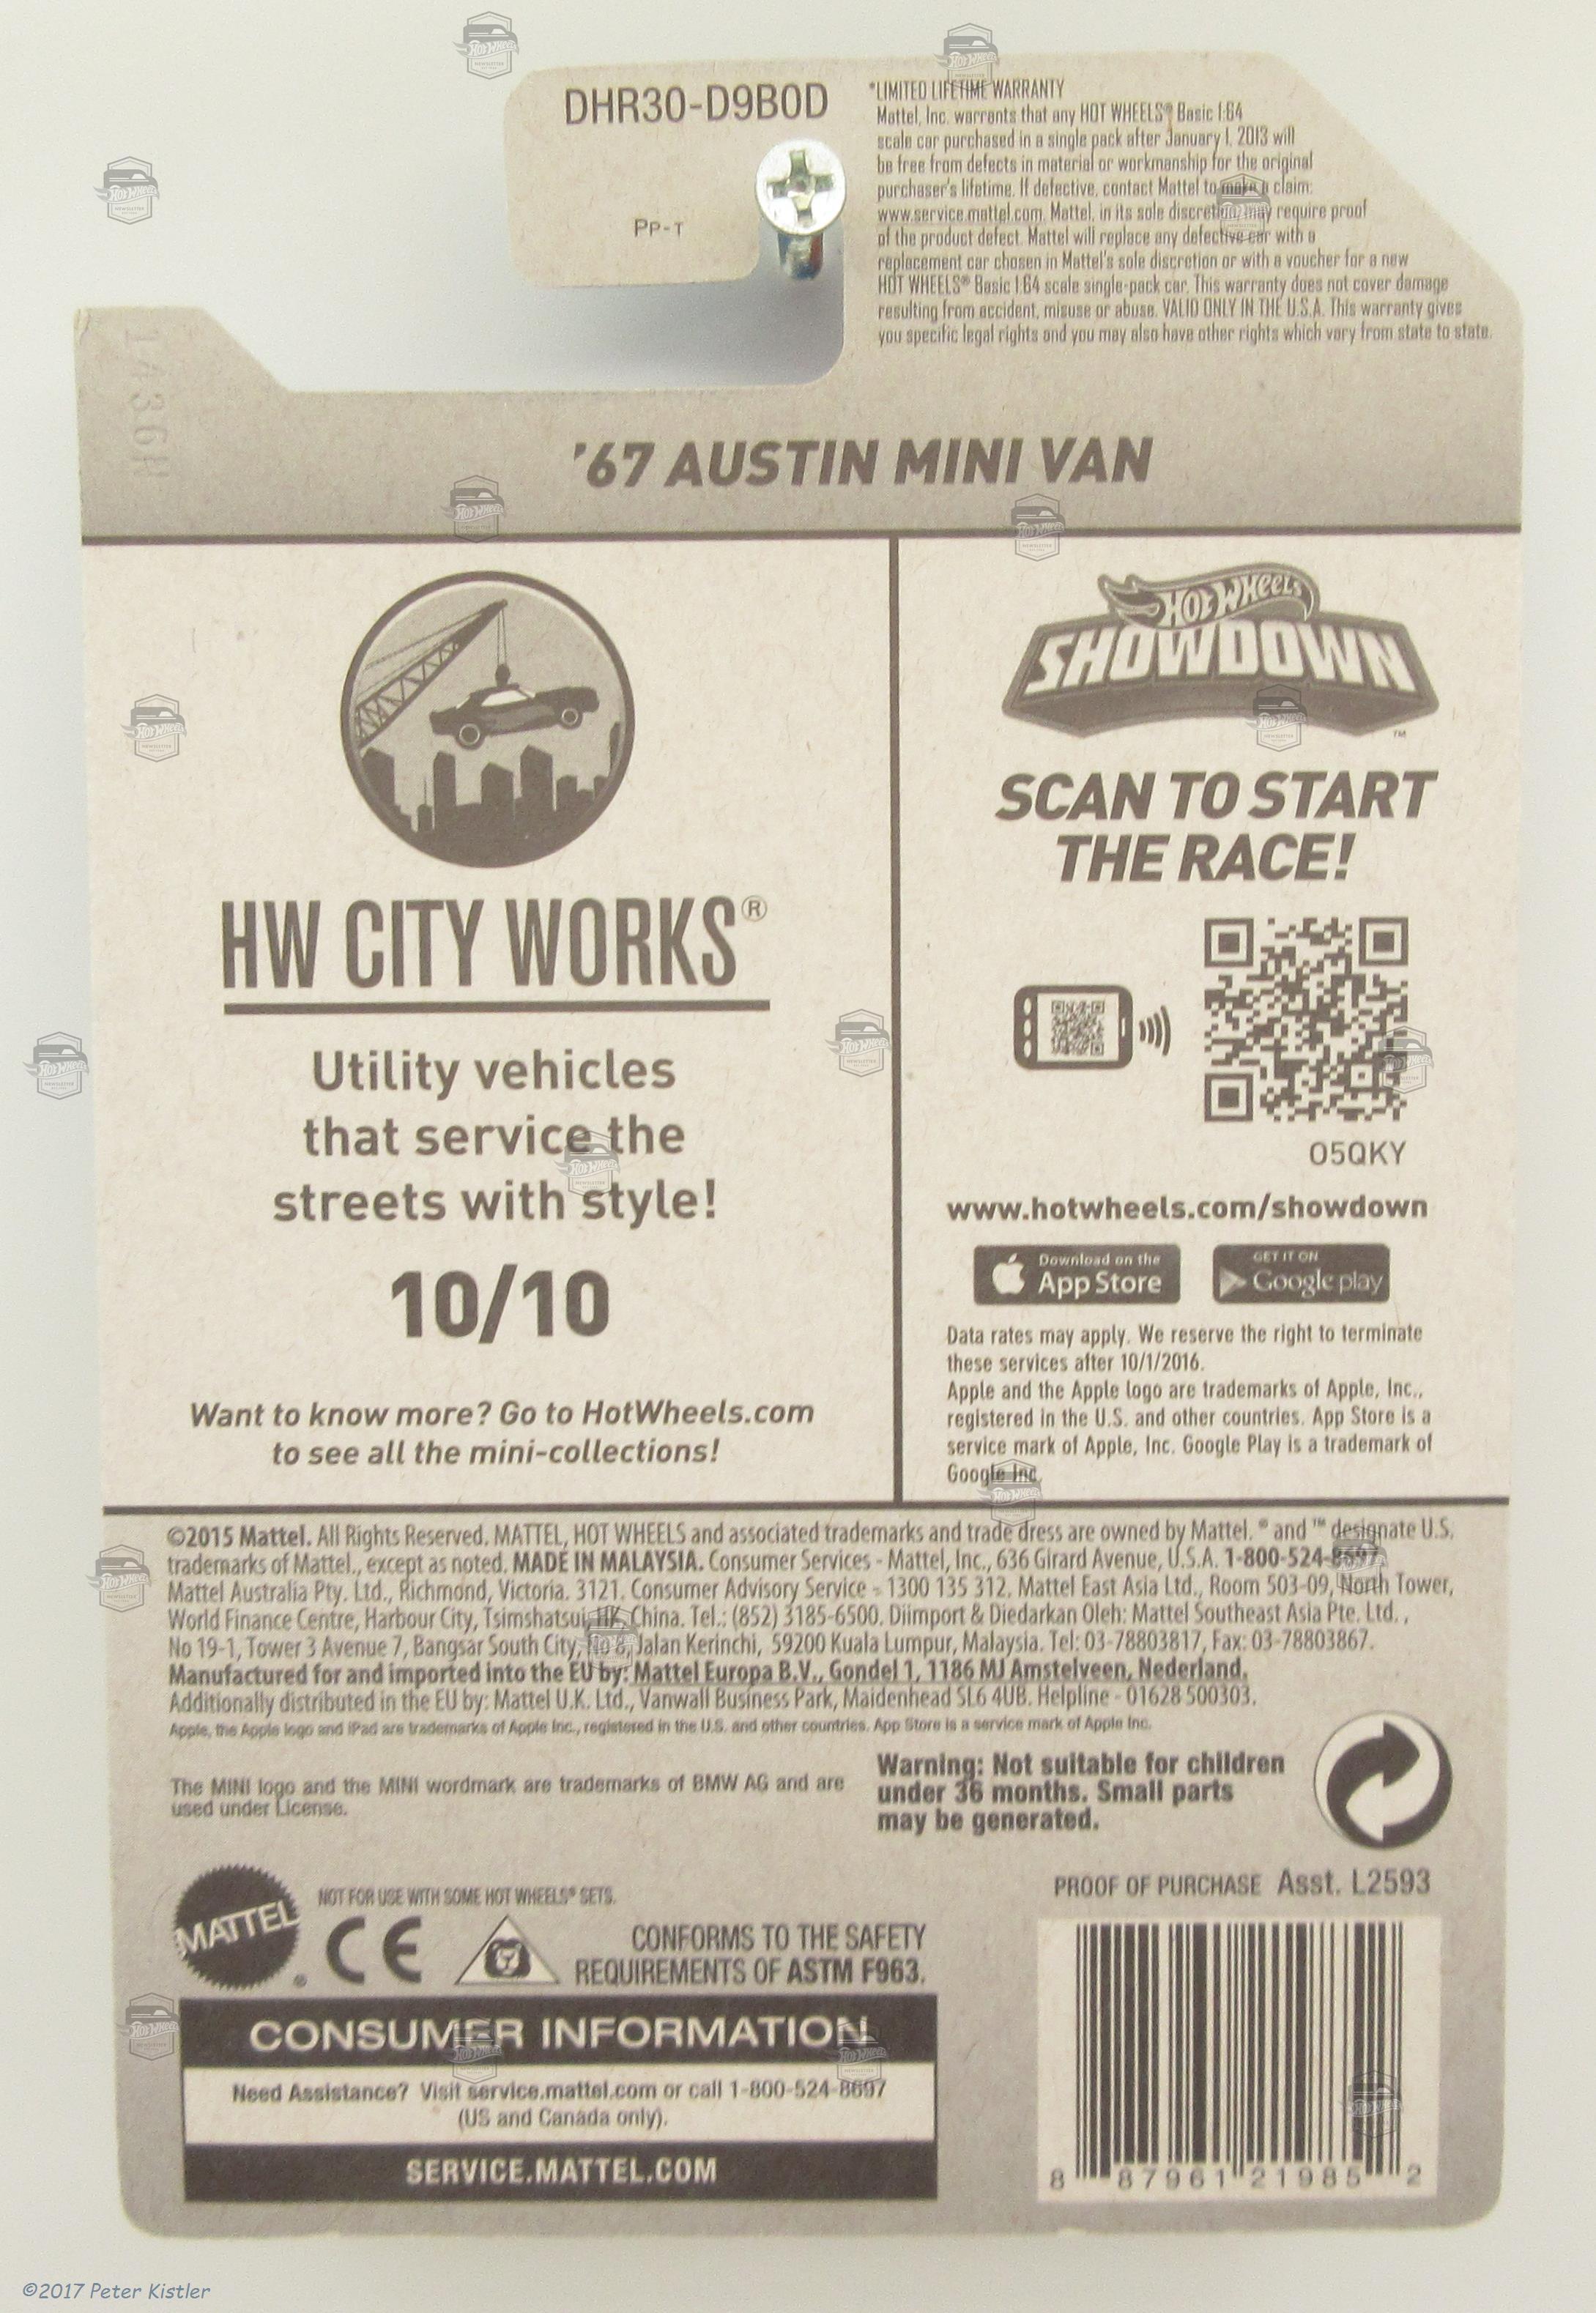 DHR30-D9B0D
Pp-T
*LIMITED LIFETIME WARRANTY
Mattel, Inc. warrants that any HOT WHEELS® Basic 1:64
scale car purchased in a single pack after January 1, 2013 will
be free from defects in material or workmanship for the original
purchaser's lifetime. If defective, contact Mattel to make a claim:
www.service.mattel.com. Mattel, in its sole discretion, may require proof
of the product defect. Mattel will replace any defective car with a
replacement car chosen in Mattel's sole discretion or with a voucher for a new
HOT WHEELS® Basic 1:64 scale single-pack car. This warranty does not cover damage
resulting from accident, misuse or abuse. VALID ONLY IN THE U.S.A. This warranty gives
you specific legal rights and you may also have other rights which vary from state to state.
'67 AUSTIN MINI VAN
HW CITY WORKS®
Utility vehicles
that service the
streets with style!
10/10
Want to know more? Go to HotWheels.com
to see all the mini-collections!
Hot Wheels
SHOWDOWN™
SCAN TO START
THE RACE!
O5QKY
www.hotwheels.com/showdown
Download on the
App Store
GET IT ON
Google play
Data rates may apply. We reserve the right to terminate
these services after 10/1/2016.
Apple and the Apple logo are trademarks of Apple, Inc.,
registered in the U.S. and other countries. App Store is a
service mark of Apple, Inc. Google Play is a trademark of
Google Inc.
©2015 Mattel. All Rights Reserved. MATTEL, HOT WHEELS and associated trademarks and trade dress are owned by Mattel. ® and ™ designate U.S.
trademarks of Mattel., except as noted. MADE IN MALAYSIA. Consumer Services - Mattel, Inc., 636 Girard Avenue, U.S.A. 1-800-524-8697.
Mattel Australia Pty. Ltd., Richmond, Victoria. 3121. Consumer Advisory Service - 1300 135 312. Mattel East Asia Ltd., Room 503-09, North Tower,
World Finance Centre, Harbour City, Tsimshatsui, HK, China. Tel.: (852) 3185-6500. Diimport & Diedarkan Oleh: Mattel Southeast Asia Pte. Ltd. ,
No 19-1, Tower 3 Avenue 7, Bangsar South City, No 8, Jalan Kerinchi, 59200 Kuala Lumpur, Malaysia. Tel: 03-78803817, Fax: 03-78803867.
Manufactured for and imported into the EU by: Mattel Europa B.V., Gondel 1, 1186 MJ Amstelveen, Nederland.
Additionally distributed in the EU by: Mattel U.K. Ltd., Vanwall Business Park, Maidenhead SL6 4UB. Helpline - 01628 500303.
Apple, the Apple logo and iPad are trademarks of Apple Inc., registered in the U.S. and other countries. App Store is a service mark of Apple Inc.
The MINI logo and the MINI wordmark are trademarks of BMW AG and are
used under License.
Warning: Not suitable for children
under 36 months. Small parts
may be generated.
MATTEL®
NOT FOR USE WITH SOME HOT WHEELS® SETS.
CE
CONFORMS TO THE SAFETY
REQUIREMENTS OF ASTM F963.
PROOF OF PURCHASE Asst. L2593
CONSUMER INFORMATION
Need Assistance? Visit service.mattel.com or call 1-800-524-8697
(US and Canada only).
SERVICE.MATTEL.COM
8 87961 21985 2
©2017 Peter Kistler